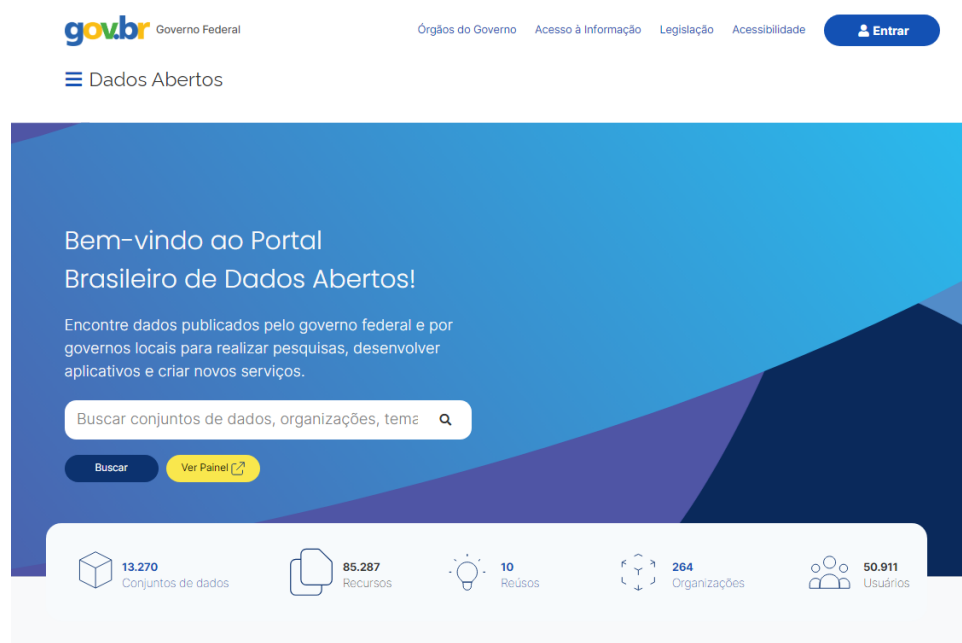 gov.br Governo Federal
Órgãos do Governo Acesso à Informação Legislação Acessibilidade Entrar
Dados Abertos
Bem-vindo ao Portal
Brasileiro de Dados Abertos!
Encontre dados publicados pelo governo federal e por
governos locais para realizar pesquisas, desenvolver
aplicativos e criar novos serviços.
Buscar conjuntos de dados, organizações, tema
Buscar Ver Painel
13.270
Conjuntos de dados
85.287
Recursos
10
Reúsos
264
Organizações
50.911
Usuários